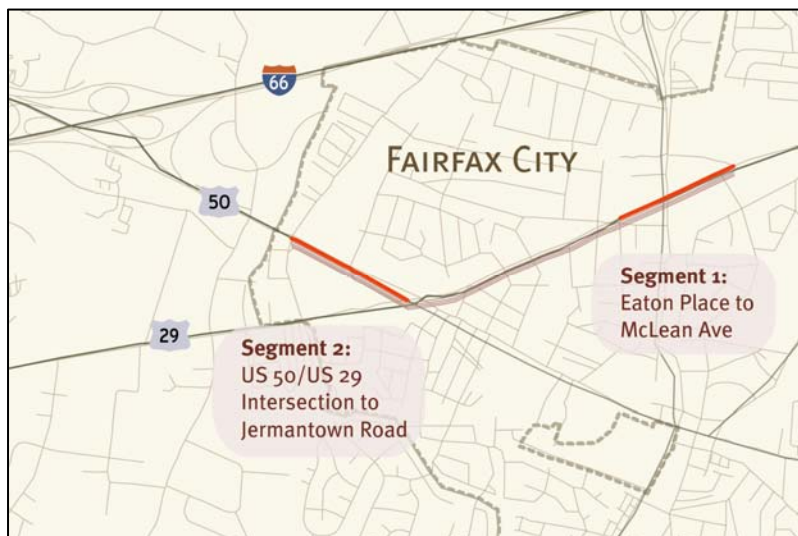 66
FAIRFAX CITY
50
Segment 1:
Eaton Place to
McLean Ave
29
Segment 2:
US 50/US 29
Intersection to
Jermantown Road